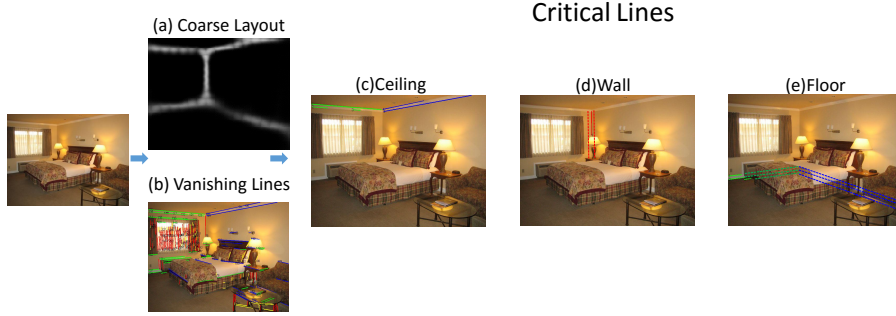 Critical Lines
(a) Coarse Layout
(c)Ceiling
(d)Wall
(e)Floor
(b) Vanishing Lines